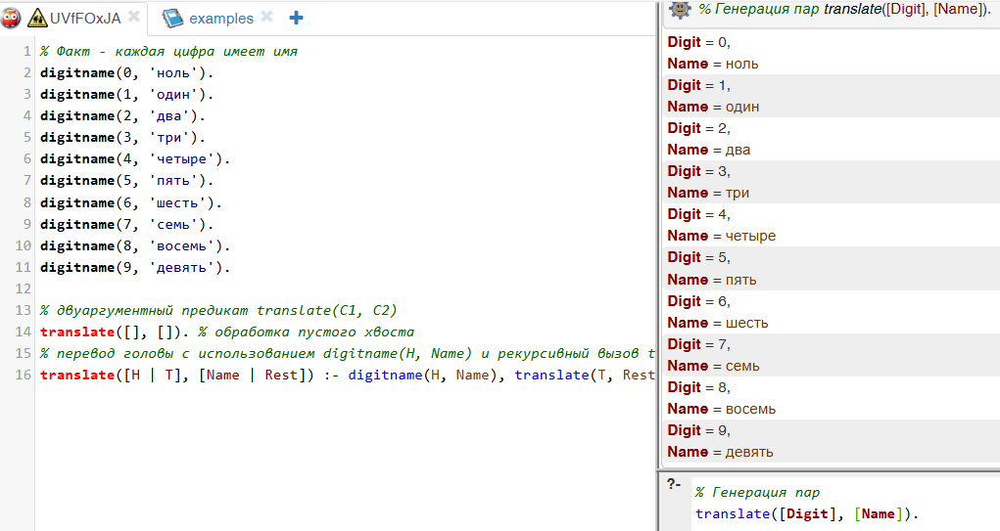 UVfFOxJA
examples
1 % Факт - каждая цифра имеет имя
2 digitname(0, 'ноль').
3 digitname(1, 'один').
4 digitname(2, 'два').
5 digitname(3, 'три').
6 digitname(4, 'четыре').
7 digitname(5, 'пять').
8 digitname(6, 'шесть').
9 digitname(7, 'семь').
10 digitname(8, 'восемь').
11 digitname(9, 'девять').
12
13 % двуаргументный предикат translate(C1, C2)
14 translate([], []). % обработка пустого хвоста
15 % перевод головы с использованием digitname(H, Name) и рекурсивный вызов t
16 translate([H | T], [Name | Rest]) :- digitname(H, Name), translate(T, Rest
% Генерация пар translate([Digit], [Name]).
Digit = 0,
Name = ноль
Digit = 1,
Name = один
Digit = 2,
Name = два
Digit = 3,
Name = три
Digit = 4,
Name = четыре
Digit = 5,
Name = пять
Digit = 6,
Name = шесть
Digit = 7,
Name = семь
Digit = 8,
Name = восемь
Digit = 9,
Name = девять
?- % Генерация пар
translate([Digit], [Name]).